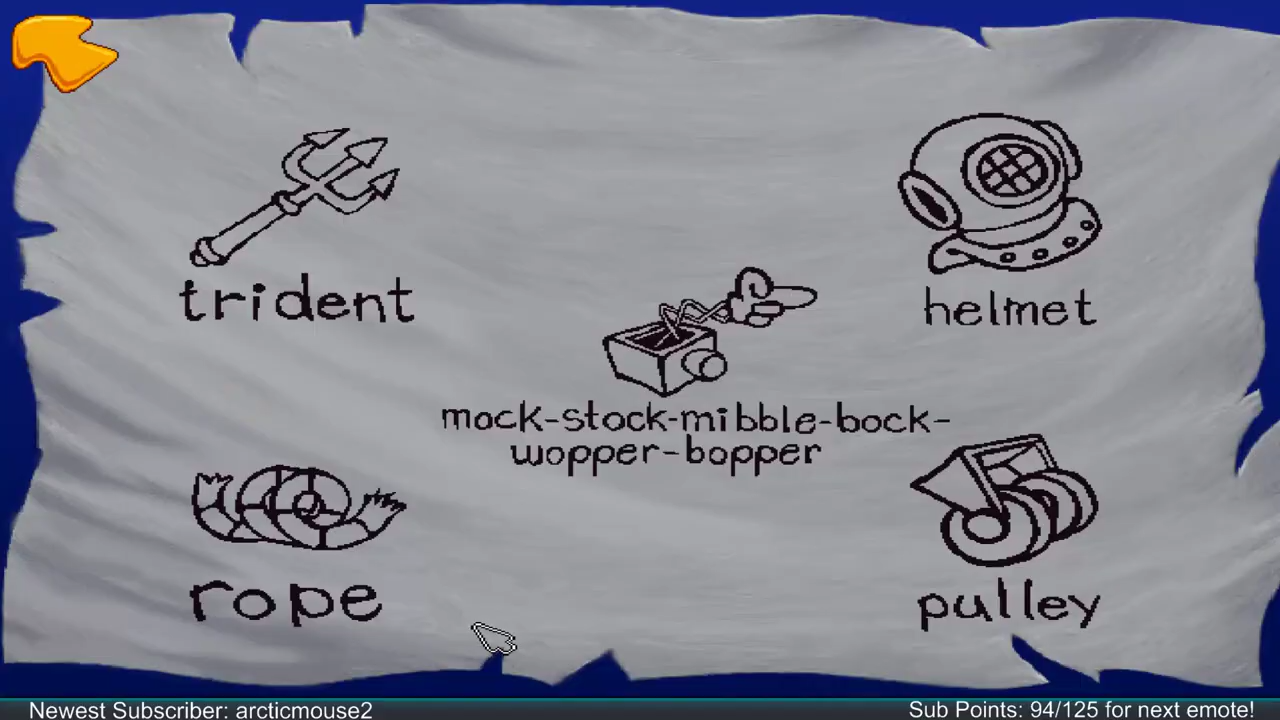 trident
helmet
mock-stock-mibble-bock-
wopper-bopper
rope
pulley
Newest Subscriber: arcticmouse2
Sub Points: 94/125 for next emote!